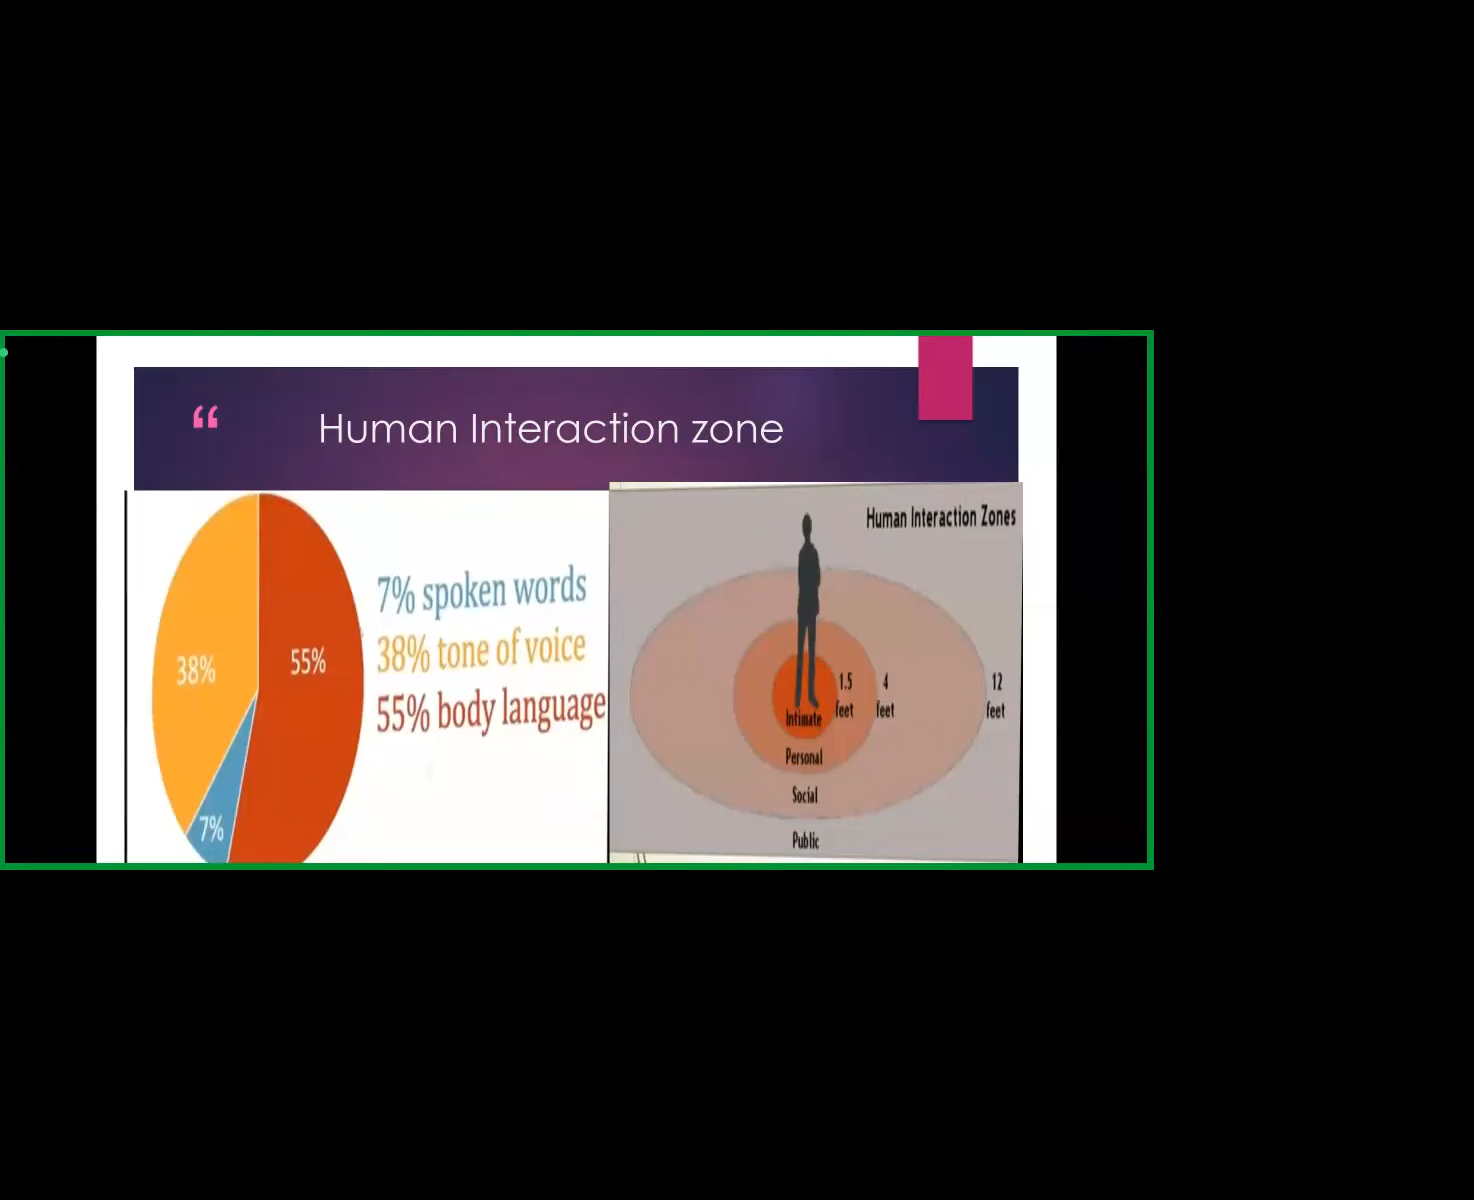 “ Human Interaction zone
38%
55%
7%
7% spoken words
38% tone of voice
55% body language
Human Interaction Zones
1.5 feet
4 feet
12 feet
Intimate
Personal
Social
Public